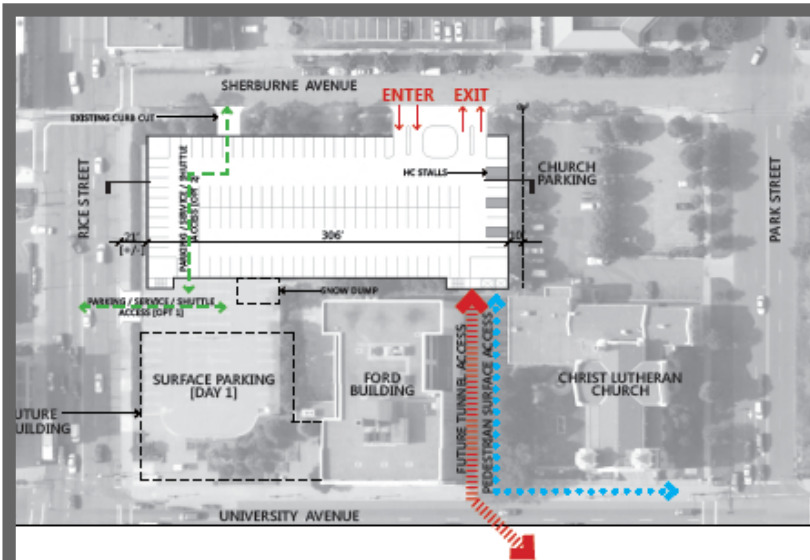 SHERBURNE AVENUE
ENTER
EXIT
EXISTING CURB CUT
RICE STREET
PARKING / SERVICE / SHUTTLE
ACCESS (OPT 2)
HC STALLS
CHURCH
PARKING
PARK STREET
21'
[+/-]
306'
10'
PARKING / SERVICE / SHUTTLE
ACCESS (OPT 1)
SNOW DUMP
SURFACE PARKING
(DAY 1)
FORD
BUILDING
FUTURE TUNNEL ACCESS
PEDESTRIAN SURFACE ACCESS
CHRIST LUTHERAN
CHURCH
UTURE
UILDING
UNIVERSITY AVENUE